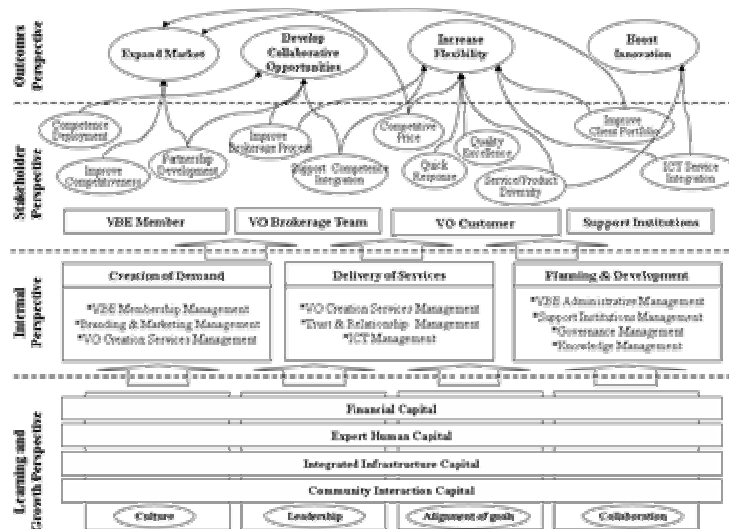 Outcomes
Perspective
Expand Market
Develop
Collaborative
Opportunities
Increase
Flexibility
Boost
Innovation
Stakeholder
Perspective
Competence
Deployment
Improve
Competitiveness
Partnership
Development
Improve
Brokerage Process
Support Competency
Integration
Competitive
Price
Quick
Response
Quality
Excellence
Service/Product
Diversity
Improve
Client Portfolio
ICT Service
Integration
VBE Member
VO Brokerage Team
VO Customer
Support Institutions
Internal
Perspective
Creation of Demand
*VBE Membership Management
*Branding & Marketing Management
*VO Creation Services Management
Delivery of Services
*VO Creation Services Management
*Trust & Relationship Management
*ICT Management
Planning & Development
*VBE Administrative Management
*Support Institutions Management
*Governance Management
*Knowledge Management
Learning and
Growth Perspective
Financial Capital
Expert Human Capital
Integrated Infrastructure Capital
Community Interaction Capital
Culture
Leadership
Alignment of goals
Collaboration